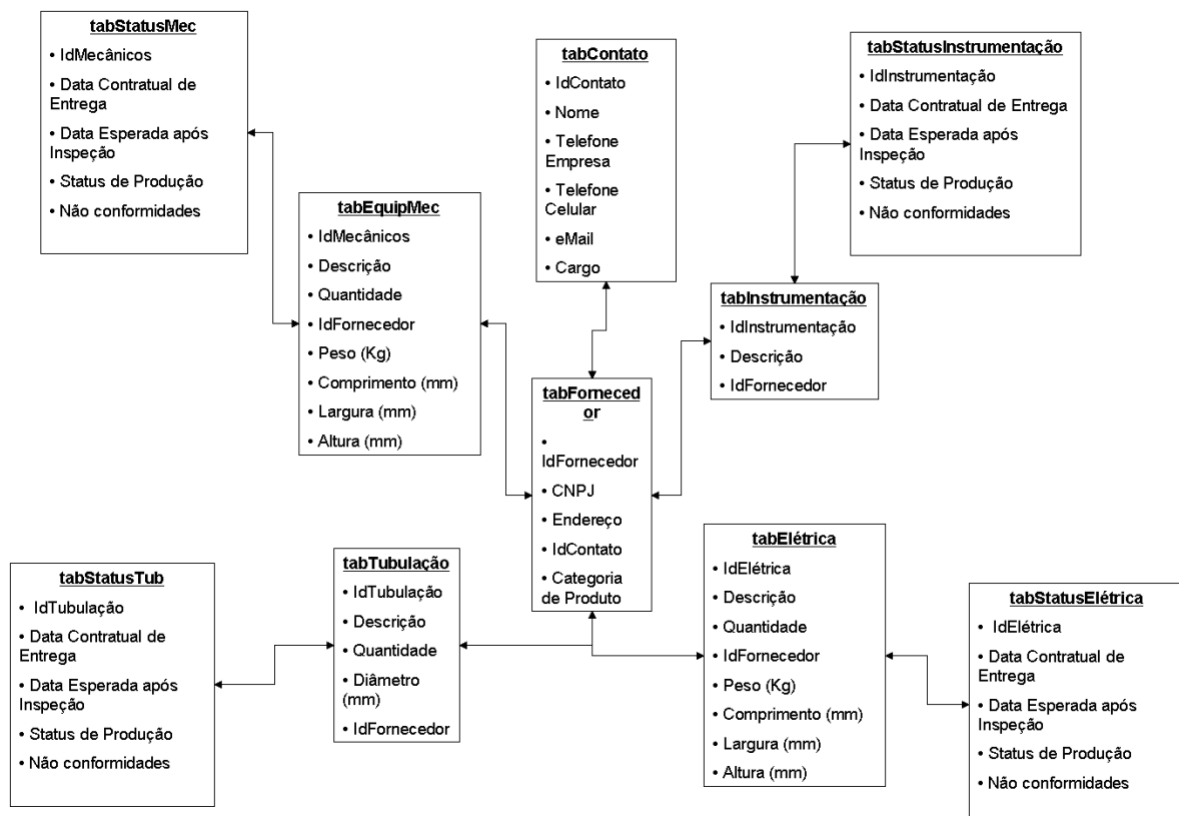 tabStatusMec
• IdMecânicos
• Data Contratual de
Entrega
• Data Esperada após
Inspeção
• Status de Produção
• Não conformidades
tabContato
• IdContato
• Nome
• Telefone
Empresa
• Telefone
Celular
• eMail
• Cargo
tabStatusInstrumentação
• IdInstrumentação
• Data Contratual de Entrega
• Data Esperada após
Inspeção
• Status de Produção
• Não conformidades
tabEquipMec
• IdMecânicos
• Descrição
• Quantidade
• IdFornecedor
• Peso (Kg)
• Comprimento (mm)
• Largura (mm)
• Altura (mm)
tabInstrumentação
• IdInstrumentação
• Descrição
• IdFornecedor
tabForneced
or
•
IdFornecedor
• CNPJ
• Endereço
• IdContato
• Categoria
de Produto
tabStatusTub
• IdTubulação
• Data Contratual de
Entrega
• Data Esperada após
Inspeção
• Status de Produção
• Não conformidades
tabTubulação
• IdTubulação
• Descrição
• Quantidade
• Diâmetro
(mm)
• IdFornecedor
tabElétrica
• IdElétrica
• Descrição
• Quantidade
• IdFornecedor
• Peso (Kg)
• Comprimento (mm)
• Largura (mm)
• Altura (mm)
tabStatusElétrica
• IdElétrica
• Data Contratual de
Entrega
• Data Esperada após
Inspeção
• Status de Produção
• Não conformidades